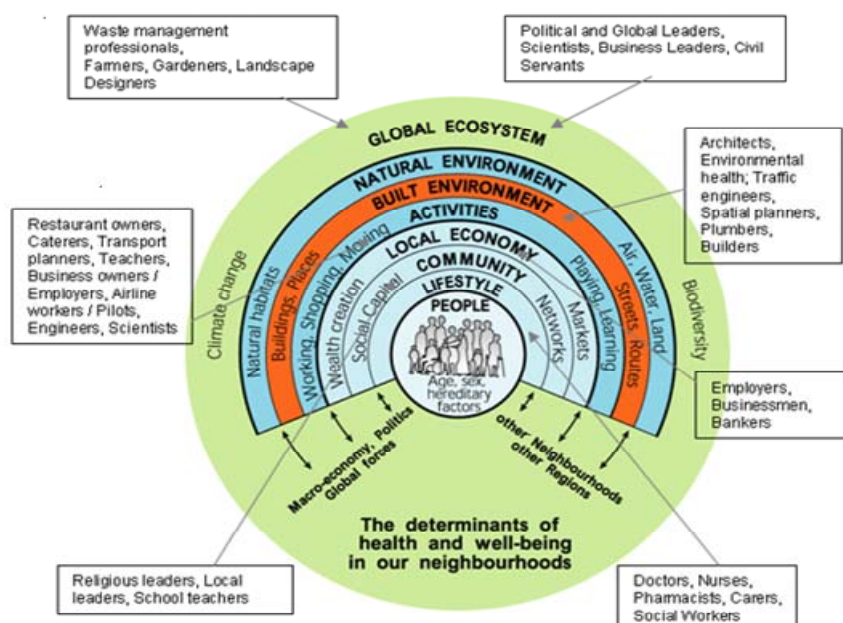 Waste management
professionals,
Farmers, Gardeners, Landscape
Designers
Political and Global Leaders,
Scientists, Business Leaders, Civil
Servants
Architects,
Environmental
health; Traffic
engineers,
Spatial planners,
Plumbers,
Builders
Restaurant owners,
Caterers, Transport
planners, Teachers,
Business owners /
Employers, Airline
workers / Pilots,
Engineers, Scientists
GLOBAL ECOSYSTEM
NATURAL ENVIRONMENT
BUILT ENVIRONMENT
ACTIVITIES
LOCAL ECONOMY
COMMUNITY
LIFESTYLE
PEOPLE
Age, sex,
hereditary
factors
Climate change
Natural habitats
Buildings, Places
Working, Shopping, Moving
Wealth creation
Social Capital
Networks
Markets
Playing, Learning
Streets, Routes
Air, Water, Land
Biodiversity
Employers,
Businessmen,
Bankers
Macro-economy, Politics
Global forces
other Neighbourhoods
other Regions
The determinants of
health and well-being
in our neighbourhoods
Religious leaders, Local
leaders, School teachers
Doctors, Nurses,
Pharmacists, Carers,
Social Workers